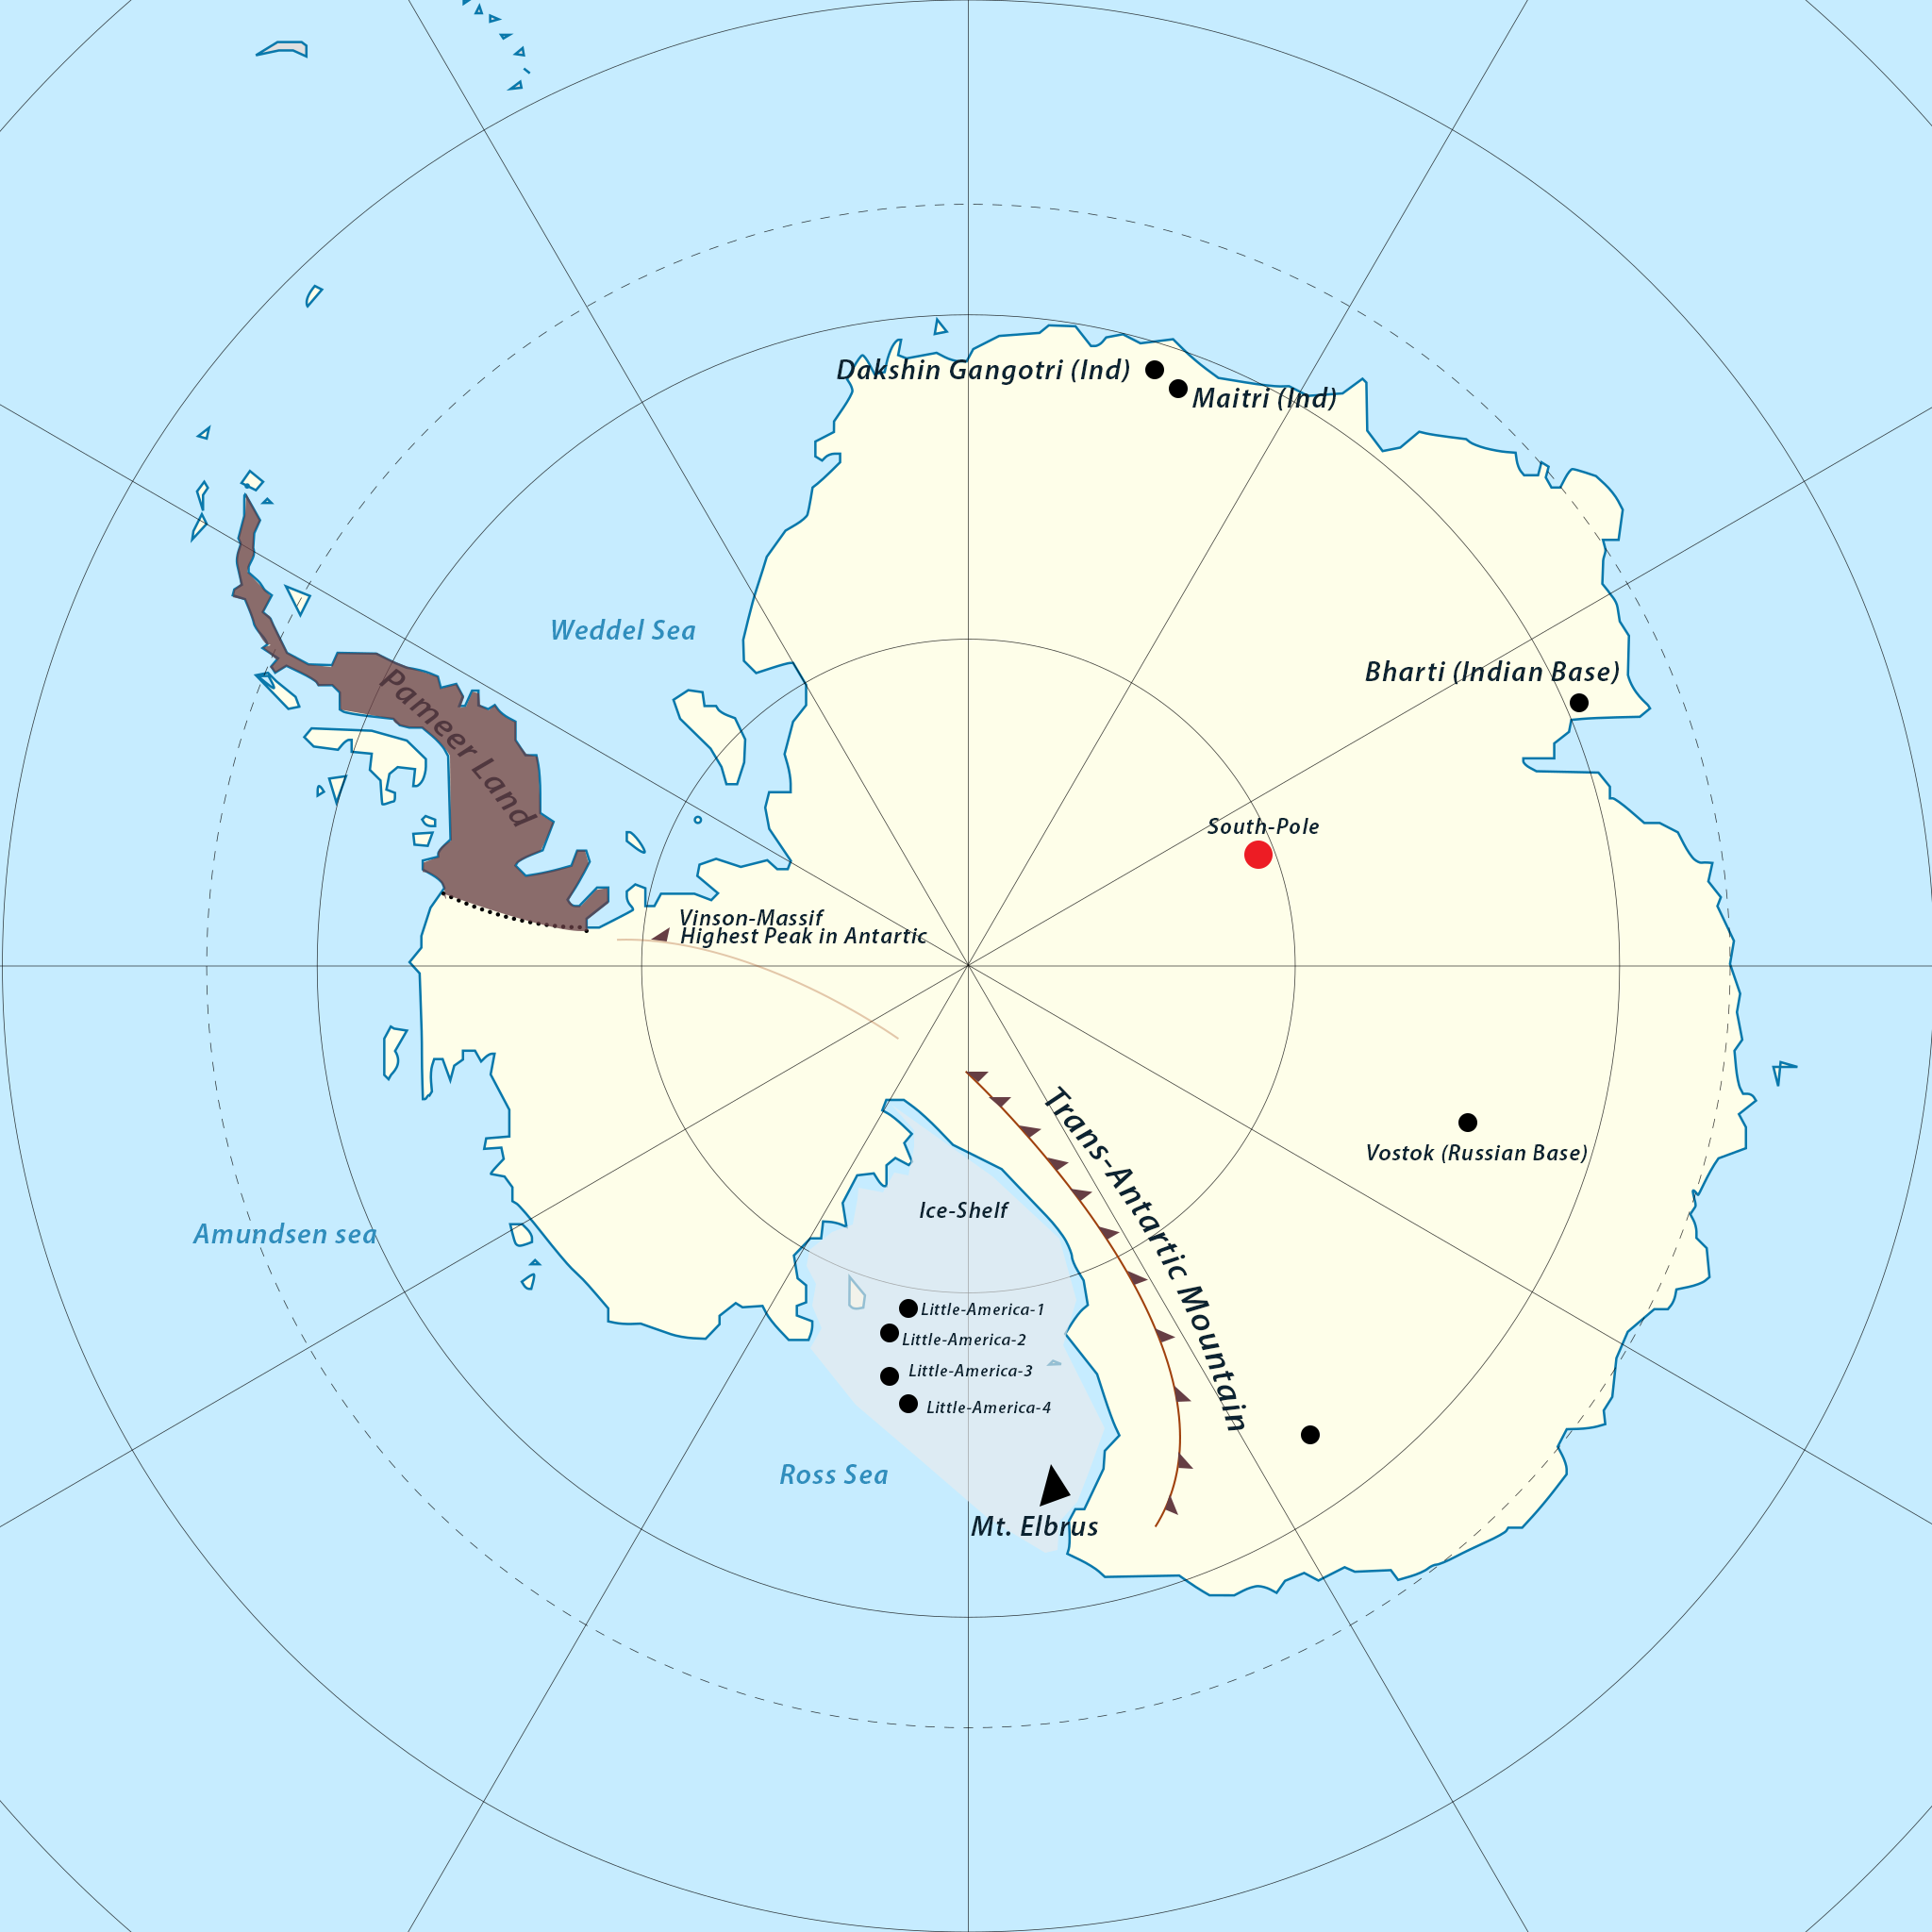 Dakshin Gangotri (Ind)
Maitri (Ind)
Weddel Sea
Bharti (Indian Base)
Pameer Land
South-Pole
Vinson-Massif
Highest Peak in Antartic
Trans-Antartic Mountain
Vostok (Russian Base)
Ice-Shelf
Amundsen sea
Little-America-1
Little-America-2
Little-America-3
Little-America-4
Ross Sea
Mt. Elbrus